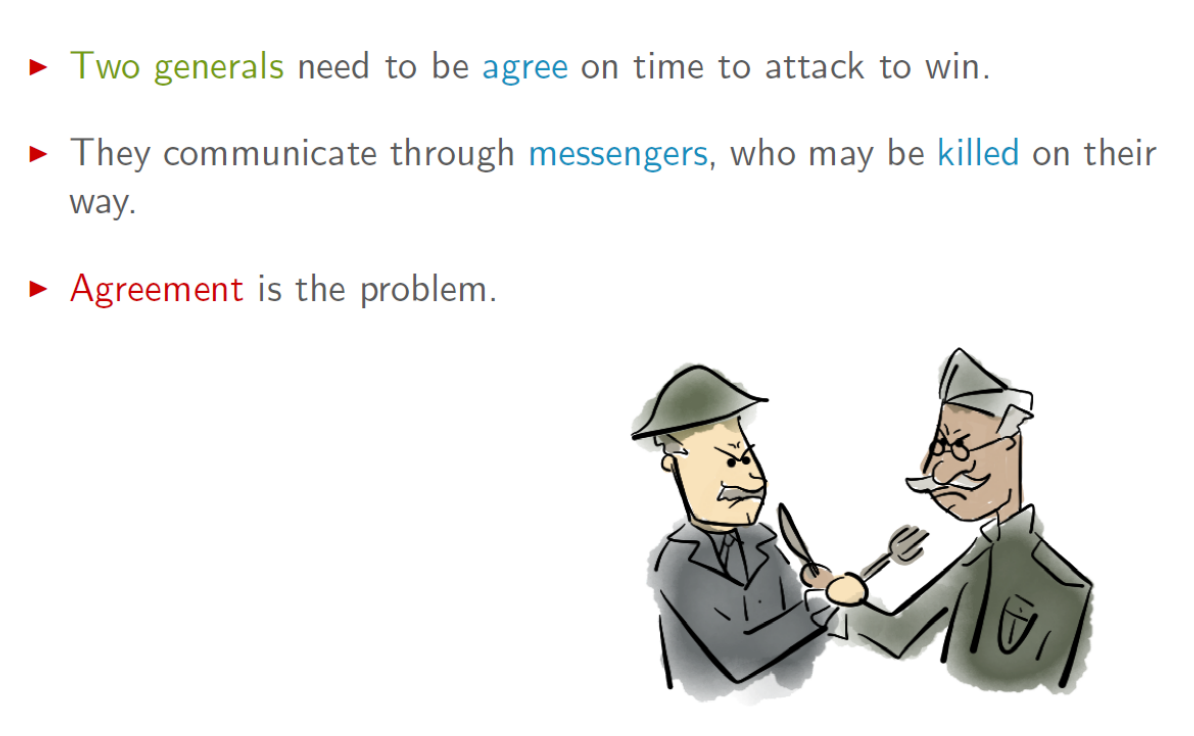 ▶ Two generals need to be agree on time to attack to win.
▶ They communicate through messengers, who may be killed on their
way.
▶ Agreement is the problem.